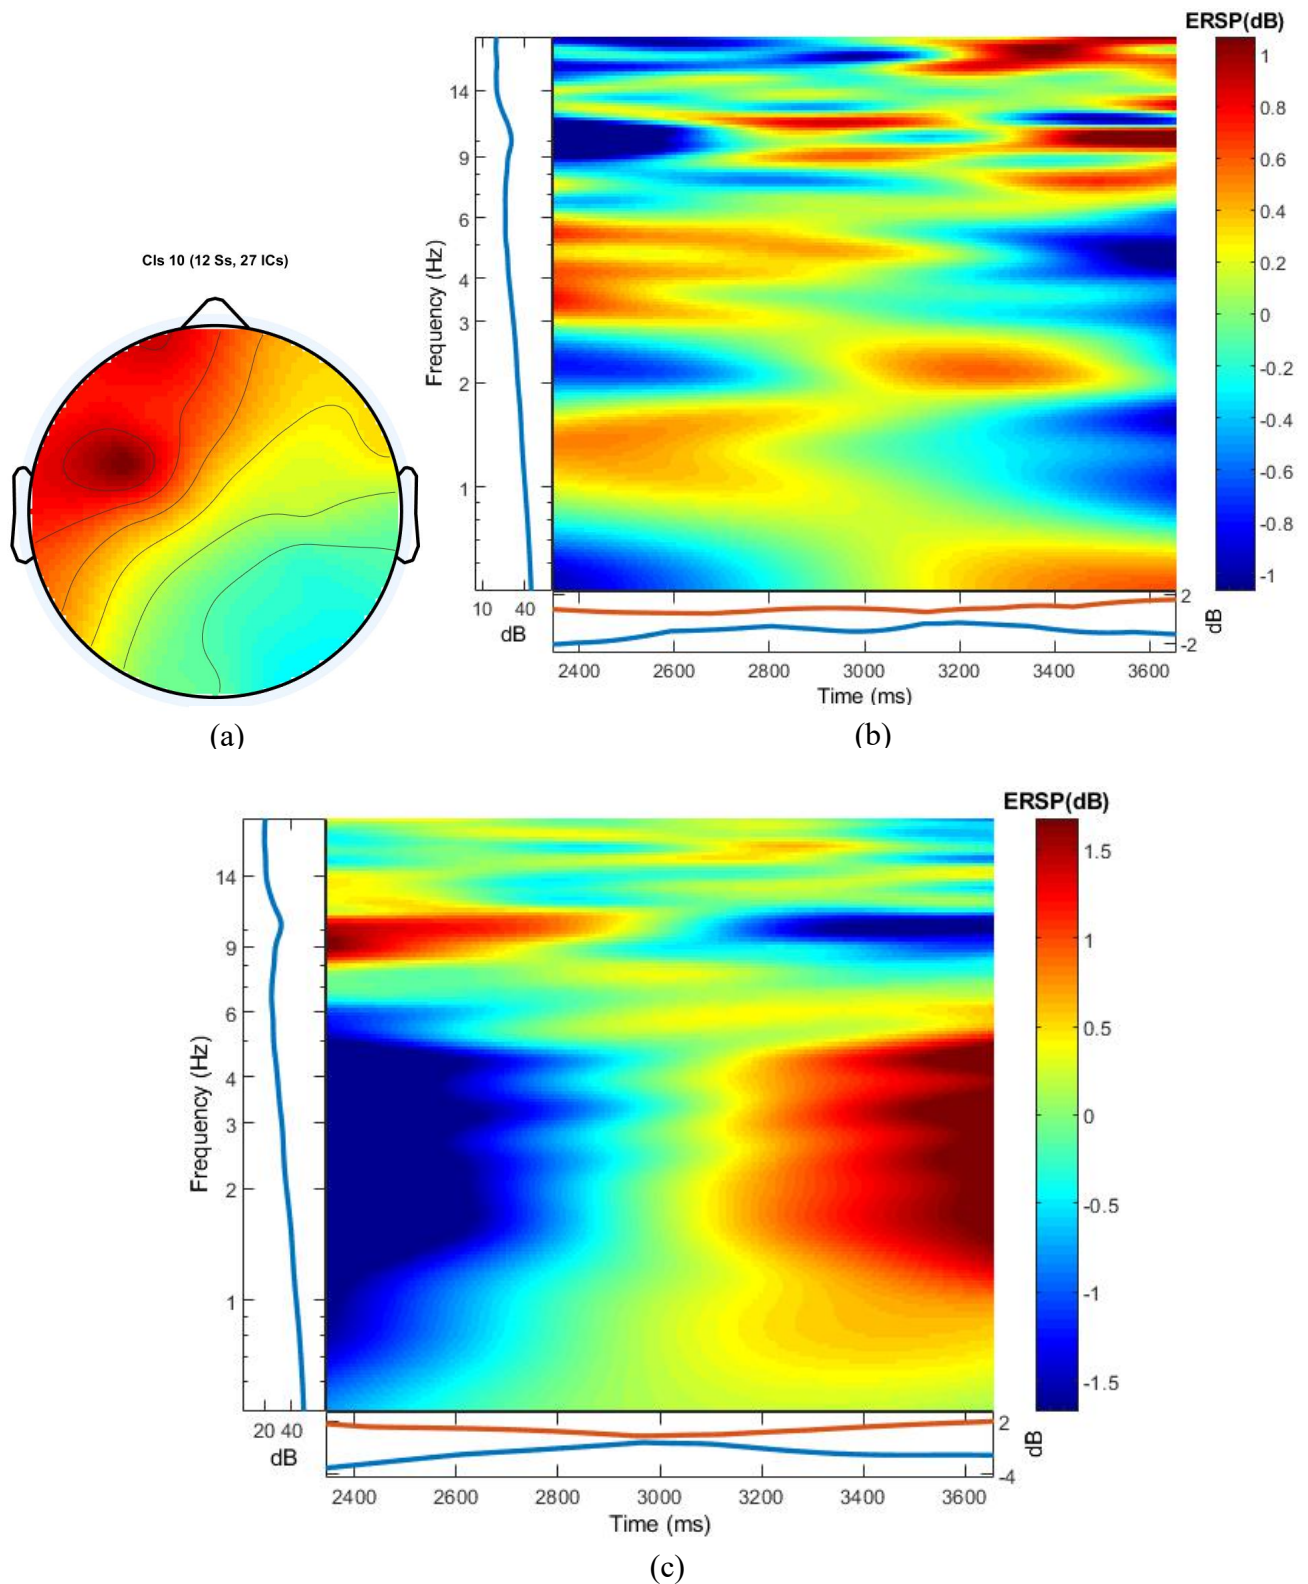 ERSP(dB)
1
0.8
0.6
0.4
0.2
0
-0.2
-0.4
-0.6
-0.8
-1
14
9
6
4
3
2
1
Frequency (Hz)
10 40
dB
2
-2
dB
2400 2600 2800 3000 3200 3400 3600
Time (ms)
Cls 10 (12 Ss, 27 ICs)
(a)
(b)
ERSP(dB)
1.5
1
0.5
0
-0.5
-1
-1.5
14
9
6
4
3
2
1
Frequency (Hz)
20 40
dB
2
-4
dB
2400 2600 2800 3000 3200 3400 3600
Time (ms)
(c)